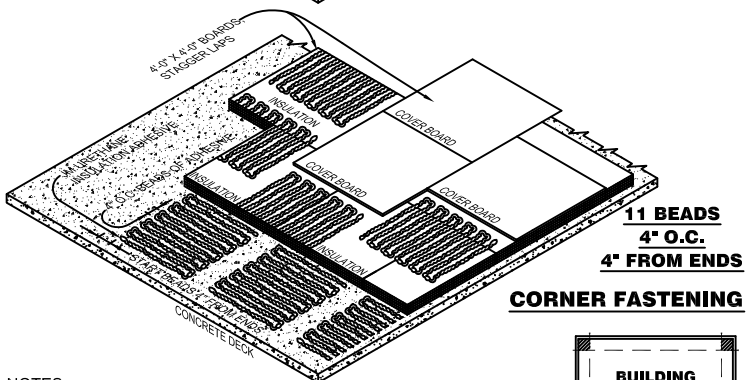 4'-0" X 4'-0" BOARDS,
STAGGER LAPS
INSULATION
COVER BOARD
URETHANE
INSULATION ADHESIVE
O.C. BEADS OF ADHESIVE
INSULATION
COVER BOARD
COVER BOARD
INSULATION
START BEADS 4" FROM ENDS
CONCRETE DECK
11 BEADS
4" O.C.
4" FROM ENDS
CORNER FASTENING
NOTES
BUILDING